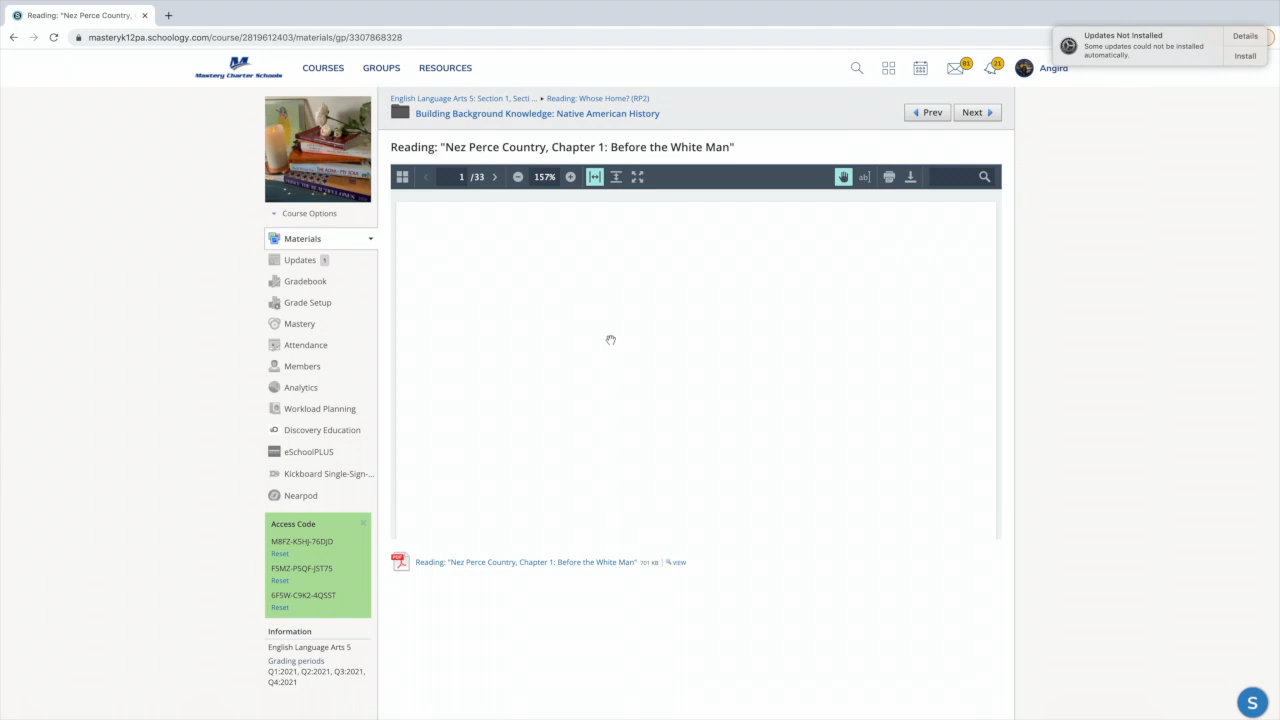 Reading: "Nez Perce Country,
masteryk12pa.schoology.com/course/2819612403/materials/gp/3307868328
Updates Not Installed
Some updates could not be installed
automatically.
Details
Install
Mastery Charter Schools
COURSES
GROUPS
RESOURCES
81
21
Angira
English Language Arts 5: Section 1, Secti ... ▸ Reading: Whose Home? (RP2)
Building Background Knowledge: Native American History
Prev
Next
Reading: "Nez Perce Country, Chapter 1: Before the White Man"
1 /33
157%
ab
Course Options
Materials
Updates
Gradebook
Grade Setup
Mastery
Attendance
Members
Analytics
Workload Planning
Discovery Education
eSchoolPLUS
Kickboard Single-Sign-...
Nearpod
Access Code
M8FZ-K5HJ-76DJD
Reset
F5MZ-P5QF-JST75
Reset
6F5W-C9K2-4QS5T
Reset
Information
English Language Arts 5
Grading periods
Q1:2021, Q2:2021, Q3:2021,
Q4:2021
PDF
Reading: "Nez Perce Country, Chapter 1: Before the White Man" 701 KB
VIEW
S